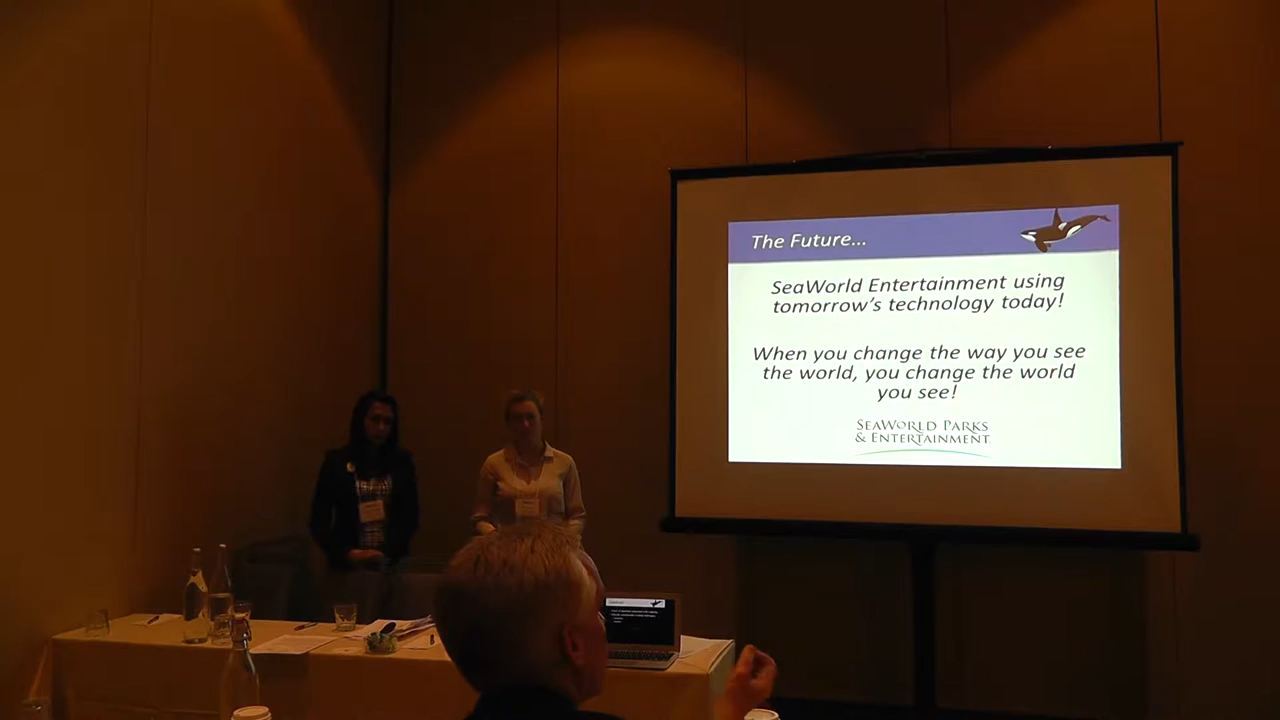 The Future...
SeaWorld Entertainment using
tomorrow's technology today!
When you change the way you see
the world, you change the world
you see!
SEAWORLD PARKS
& ENTERTAINMENT